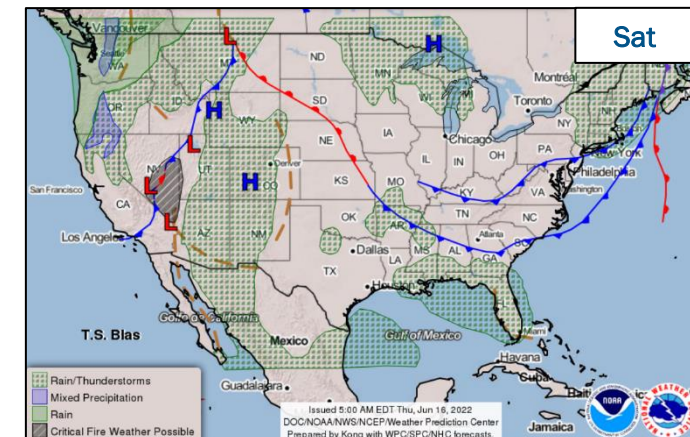 Sat
Vancouver
Seattle
WA
ND
MN
Montréal
OR
ID
SD
WI
Toronto
NH
WY
NY
Boston
NE
IA
Chicago
New York
NV
UT
Denver
CO
IL
IN
OH
PA
Philadelphia
San Francisco
CA
KS
MO
KY
VA
Washington
Los Angeles
AZ
NM
OK
AR
TN
NC
Dallas
MS
AL
Atlanta
SC
TX
LA
GA
Houston
Golfo de California
T.S. Blas
Mexico
Gulf of Mexico
Miami
Havana
Cuba
Guadalajara
Jamaica
H
H
H
L
L
L
L
Rain/Thunderstorms
Mixed Precipitation
Rain
Critical Fire Weather Possible
Issued 5:00 AM EDT Thu, Jun 16, 2022
DOC/NOAA/NWS/NCEP/Weather Prediction Center
Prepared by Kong with WPC/SPC/NHC forecasts.
NOAA